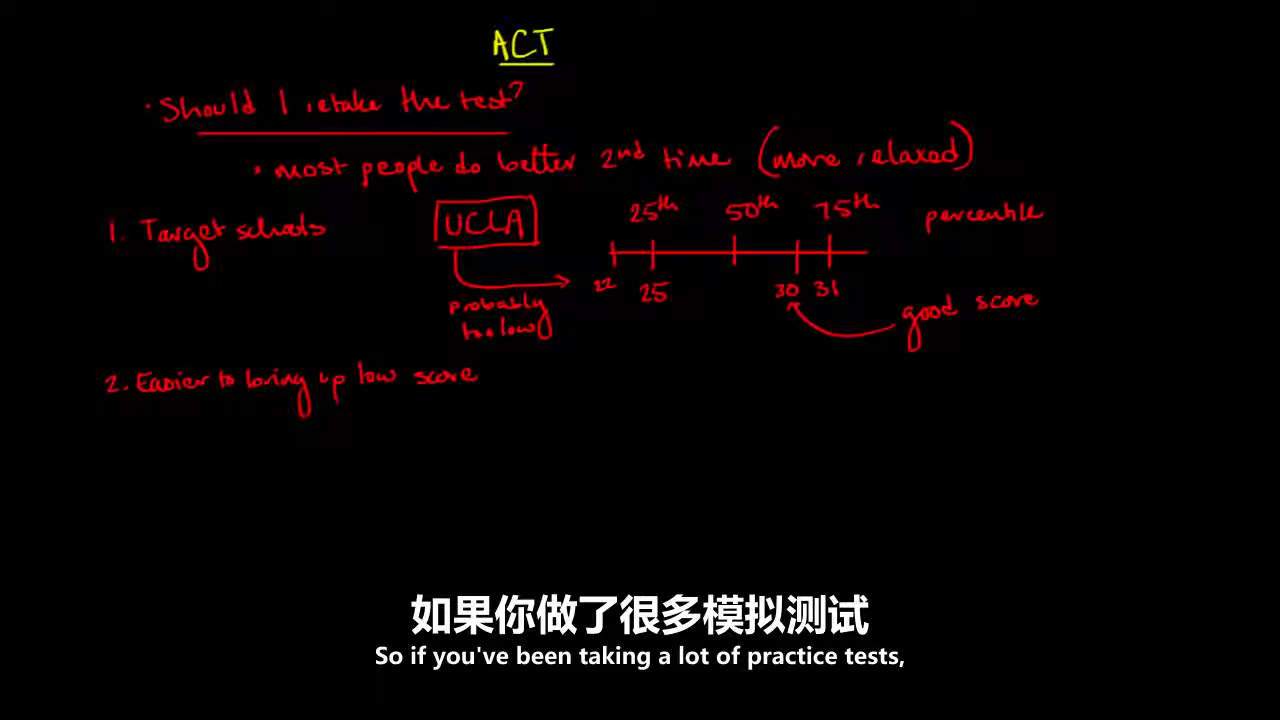 ACT
· Should I retake the test?
· most people do better 2nd time (more relaxed)
1. Target schools
UCLA
25th 50th 75th percentile
22 25 30 31
probably
too low
good score
2. Easier to bring up low score
如果你做了很多模拟测试
So if you've been taking a lot of practice tests,